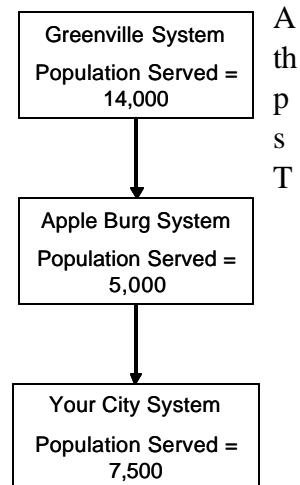 Greenville System
Population Served =
14,000
Apple Burg System
Population Served =
5,000
Your City System
Population Served =
7,500
A
th
p
s
T